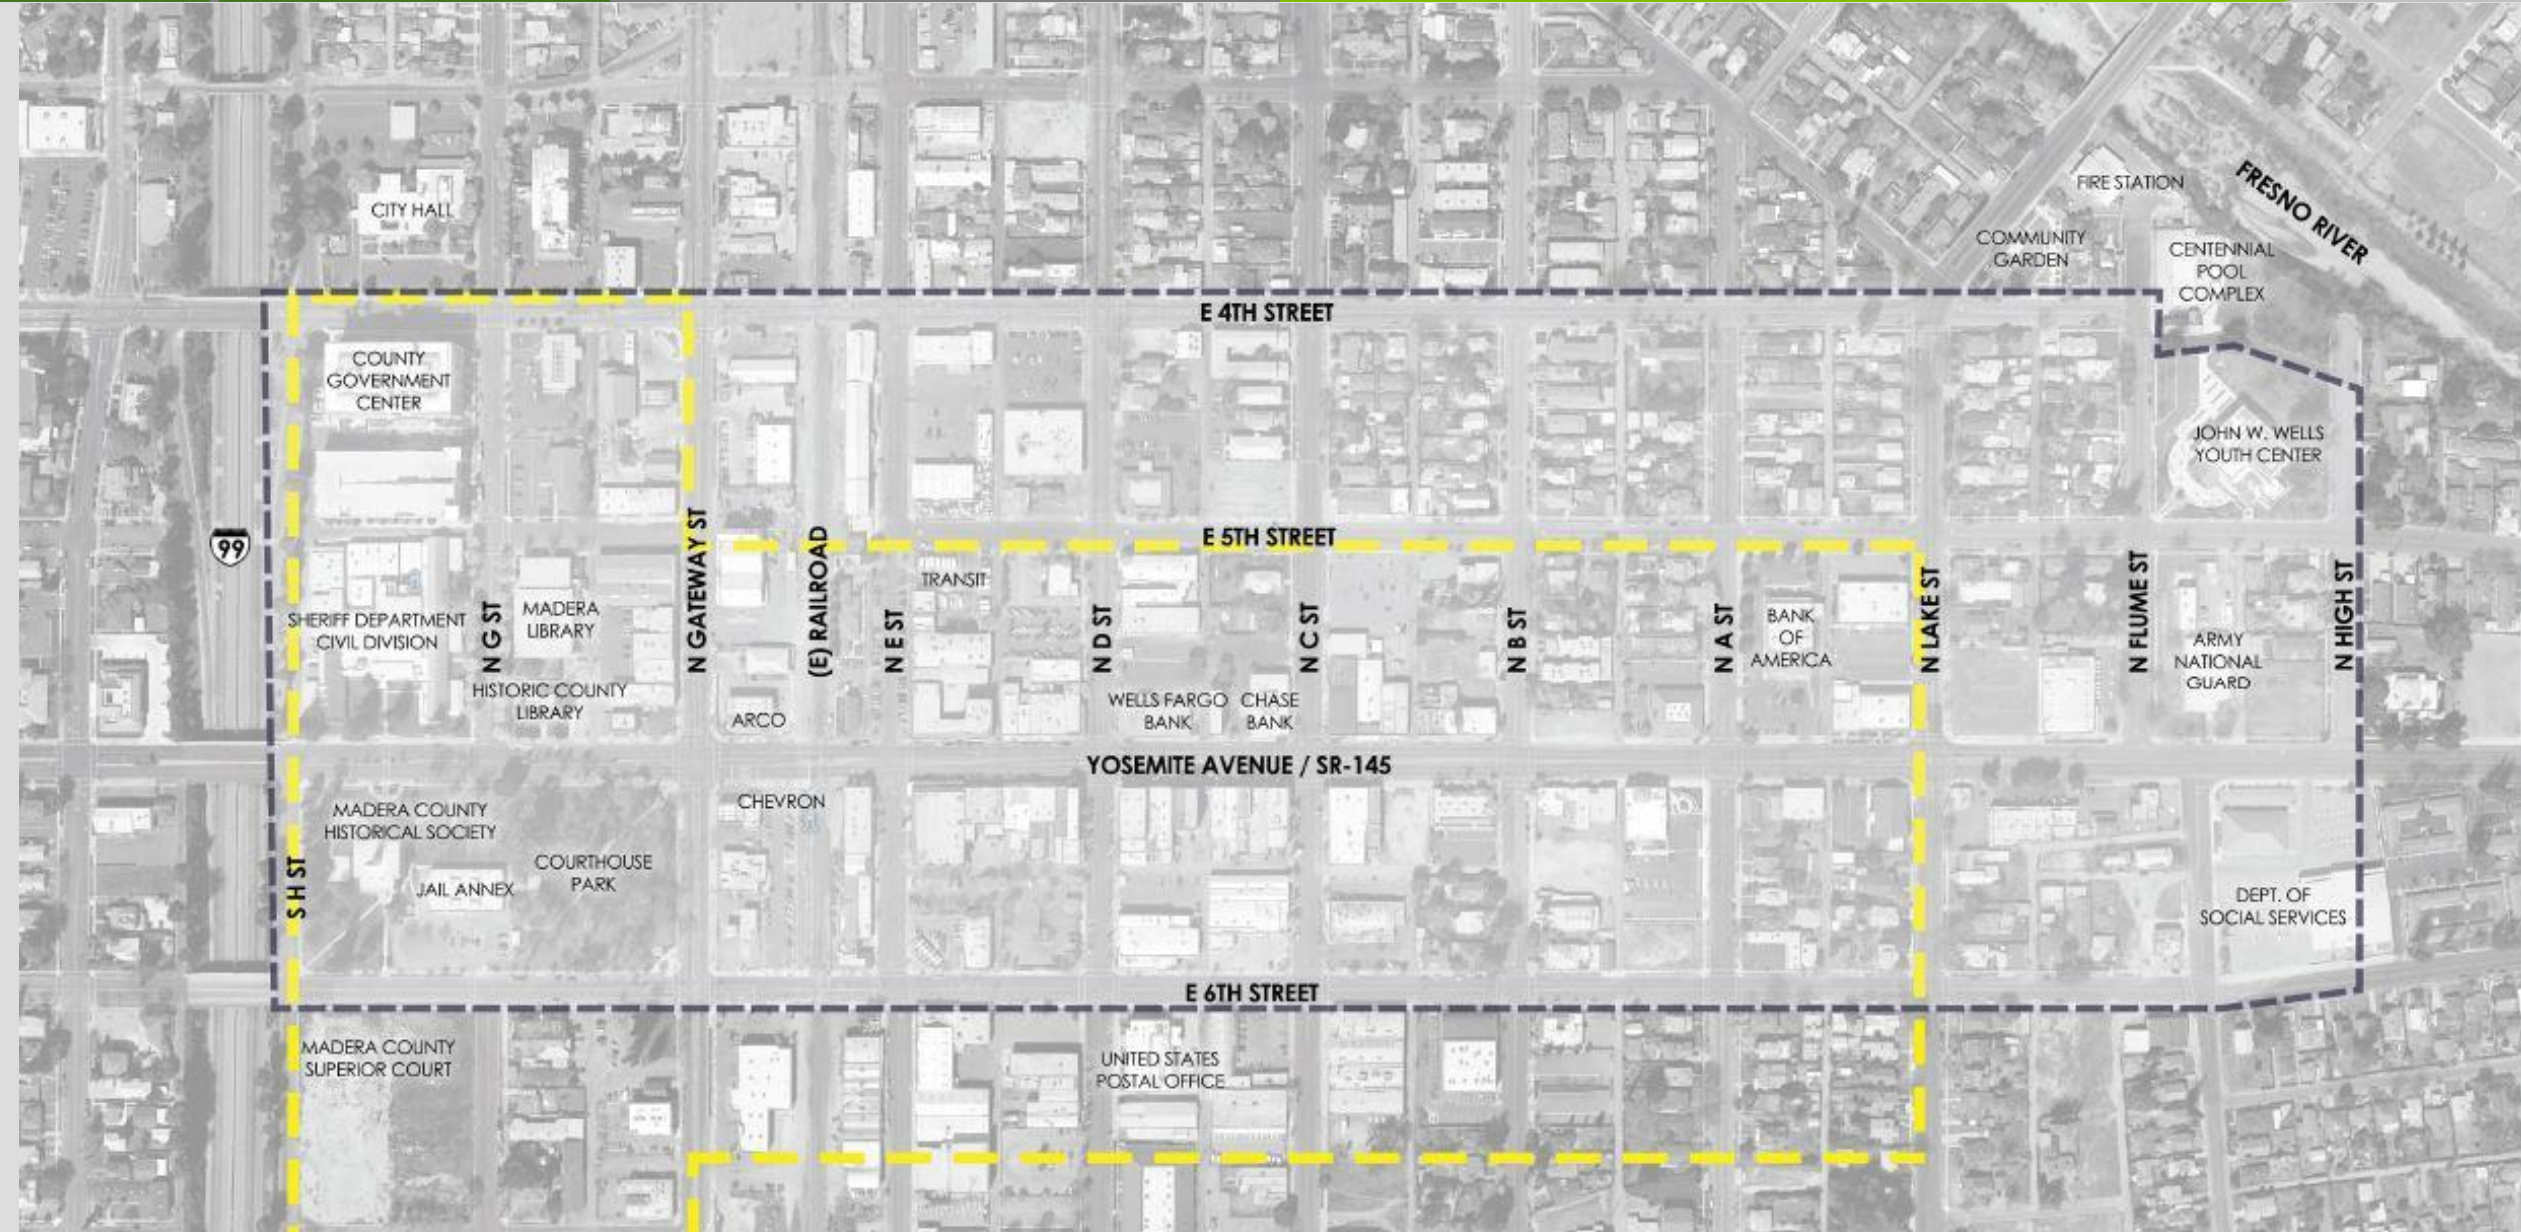 CITY HALL
FIRE STATION
FRESNO RIVER
COMMUNITY
GARDEN
CENTENNIAL
POOL
COMPLEX
E 4TH STREET
COUNTY
GOVERNMENT
CENTER
JOHN W. WELLS
YOUTH CENTER
99
E 5TH STREET
SHERIFF DEPARTMENT
CIVIL DIVISION
N G ST
MADERA
LIBRARY
HISTORIC COUNTY
LIBRARY
N GATEWAY ST
ARCO
(E) RAILROAD
N E ST
TRANSIT
N D ST
WELLS FARGO
BANK
CHASE
BANK
N C ST
N B ST
N A ST
BANK
OF
AMERICA
N LAKE ST
N FLUME ST
ARMY
NATIONAL
GUARD
N HIGH ST
YOSEMITE AVENUE / SR-145
S H ST
MADERA COUNTY
HISTORICAL SOCIETY
JAIL ANNEX
COURTHOUSE
PARK
CHEVRON
DEPT. OF
SOCIAL SERVICES
E 6TH STREET
MADERA COUNTY
SUPERIOR COURT
UNITED STATES
POSTAL OFFICE